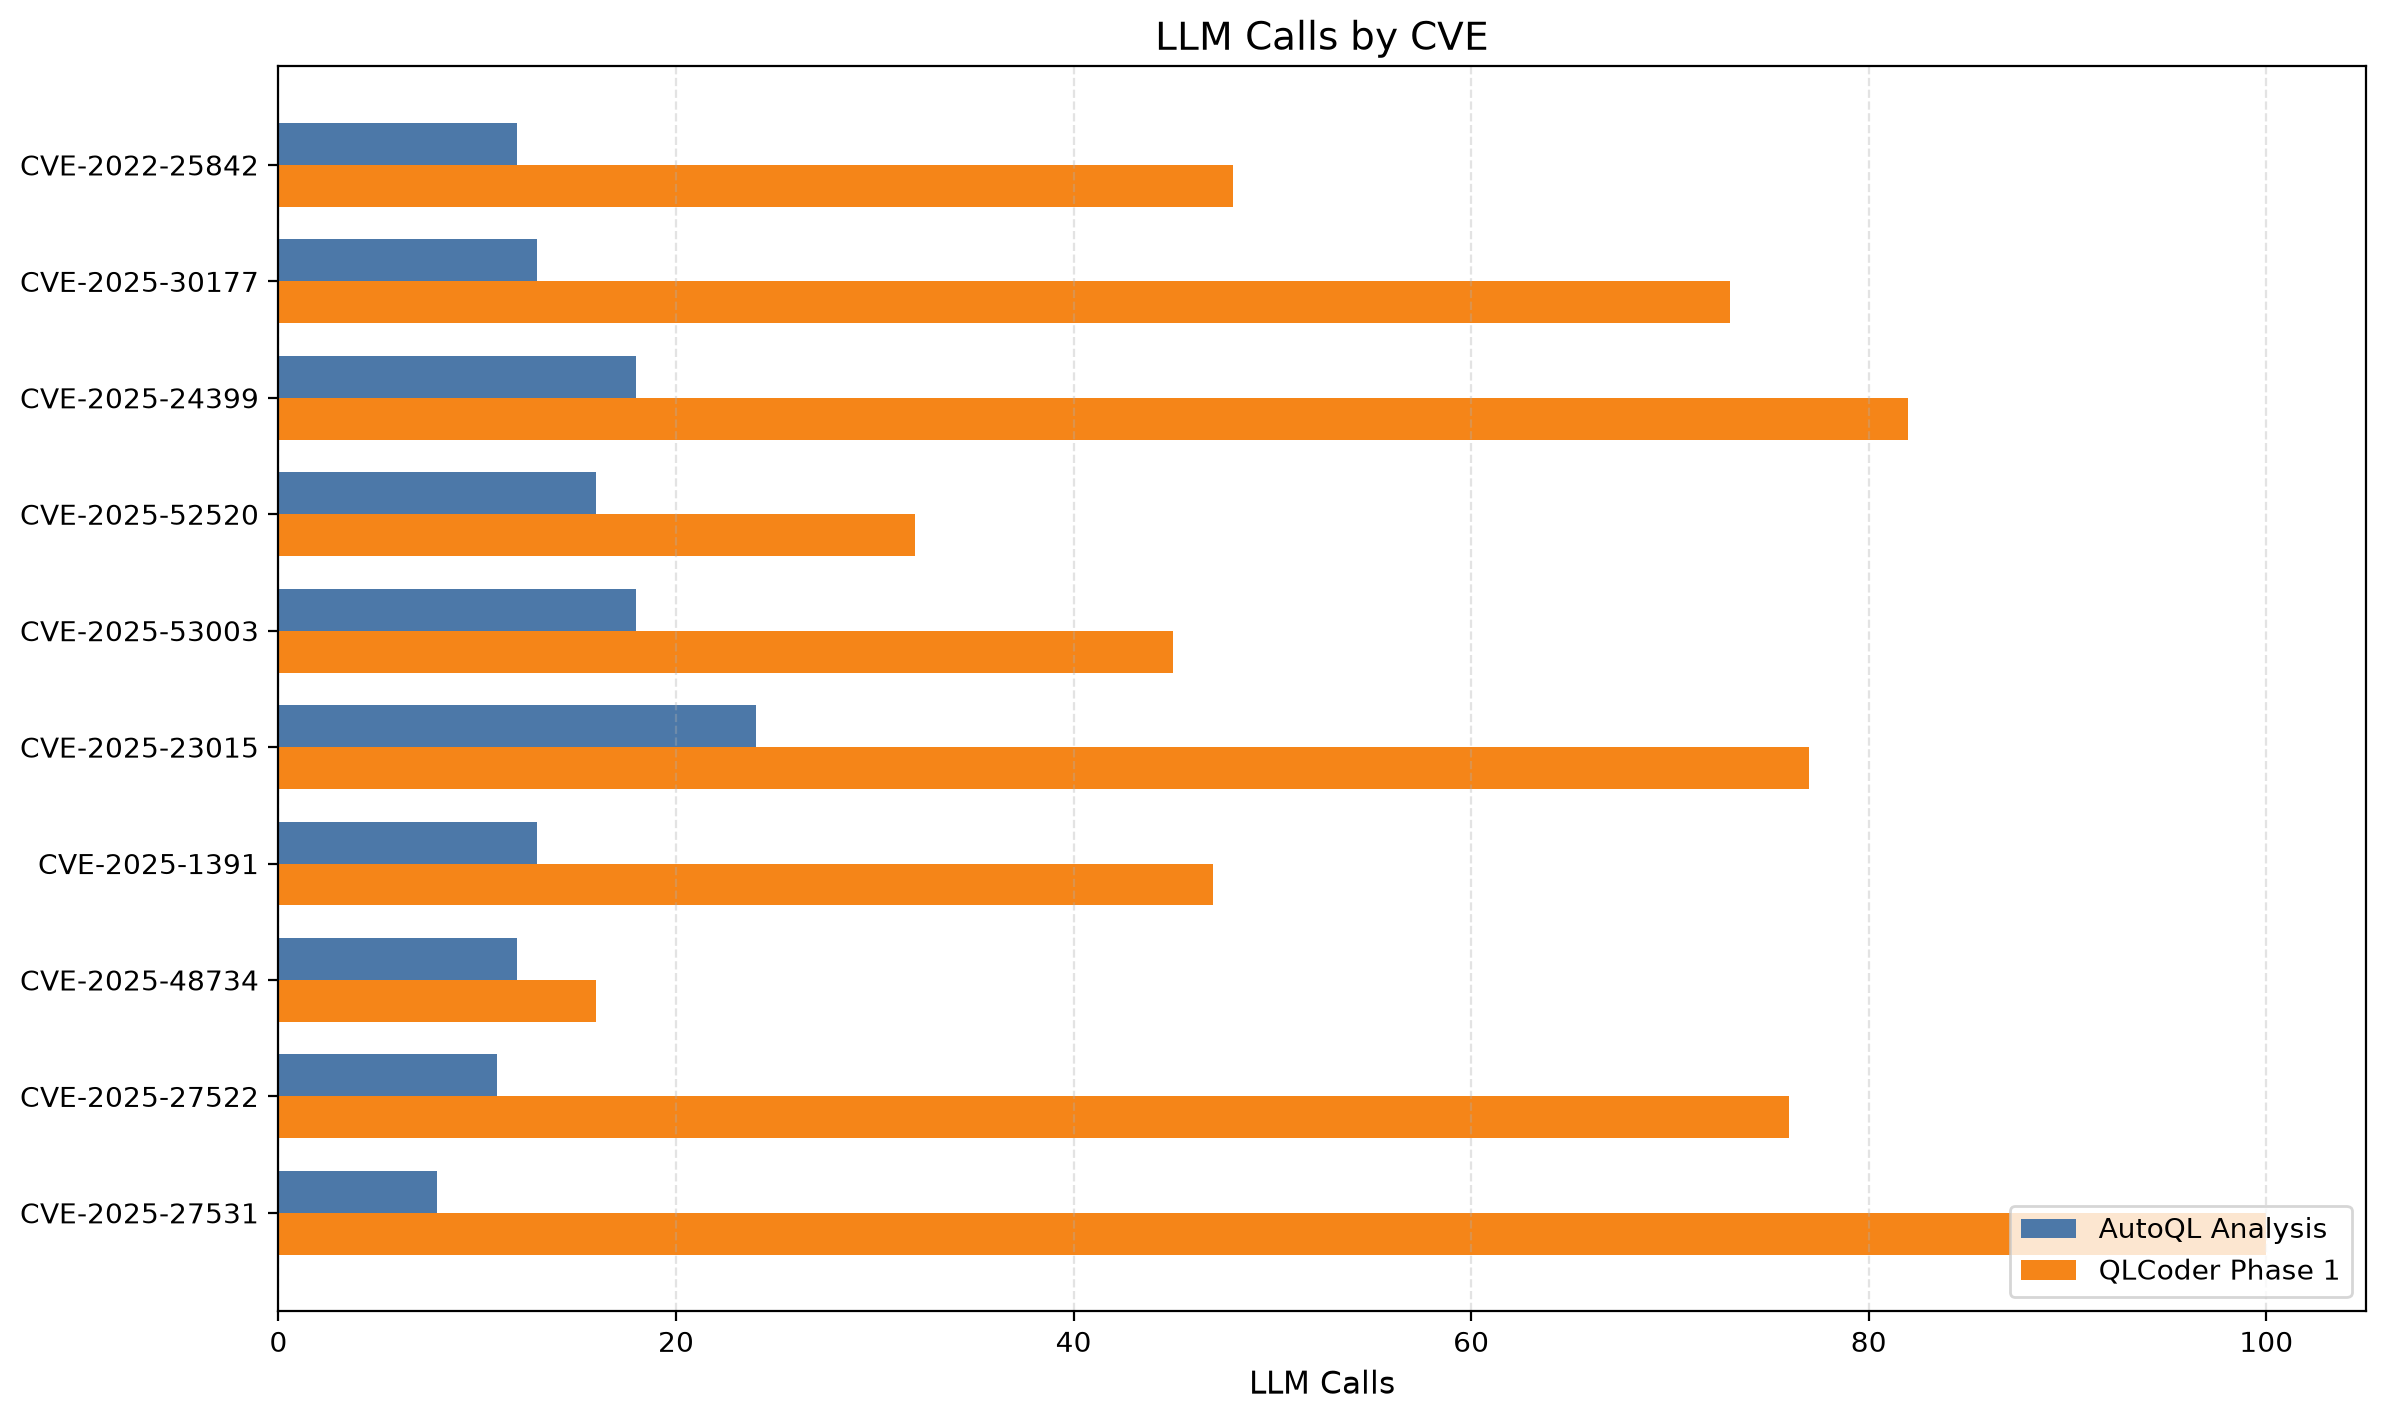 LLM Calls by CVE
CVE-2022-25842
CVE-2025-30177
CVE-2025-24399
CVE-2025-52520
CVE-2025-53003
CVE-2025-23015
CVE-2025-1391
CVE-2025-48734
CVE-2025-27522
CVE-2025-27531
AutoQL Analysis
QLCoder Phase 1
0 20 40 60 80 100
LLM Calls